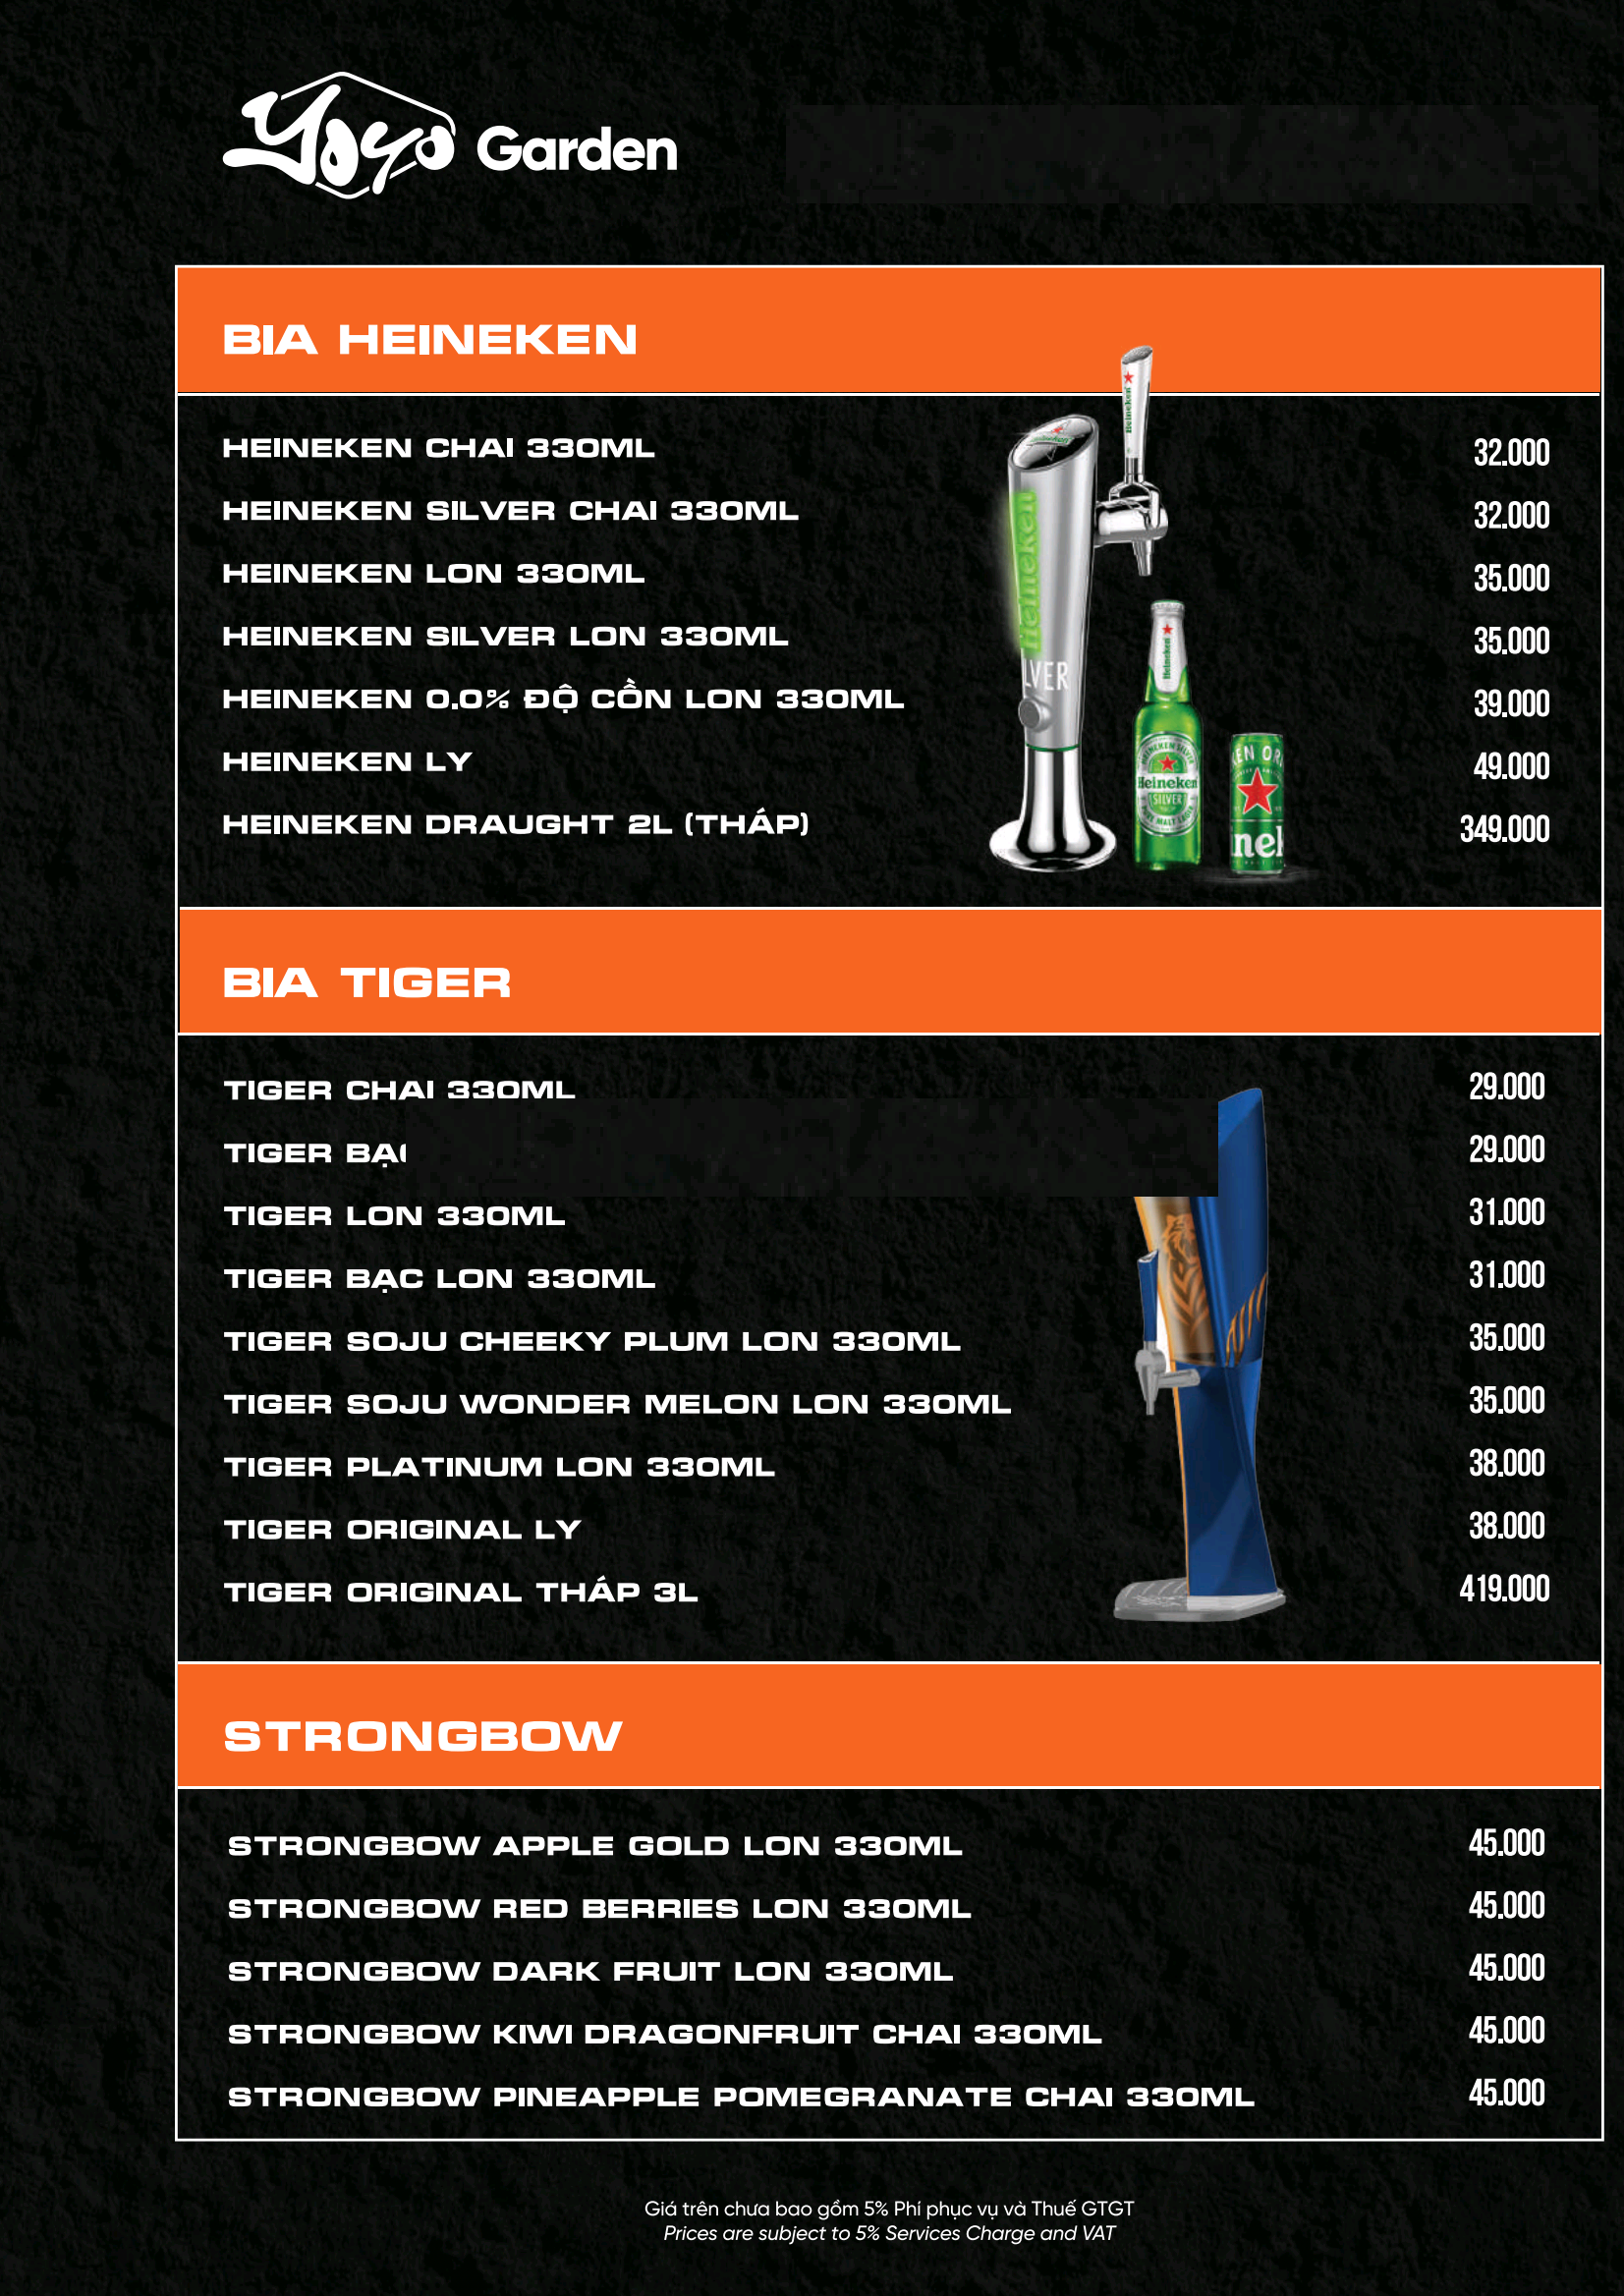 Yoyo Garden
BIA HEINEKEN
HEINEKEN CHAI 330ML 32.000
HEINEKEN SILVER CHAI 330ML 32.000
HEINEKEN LON 330ML 35.000
HEINEKEN SILVER LON 330ML 35.000
HEINEKEN 0.0% ĐỘ CỒN LON 330ML 39.000
HEINEKEN LY 49.000
HEINEKEN DRAUGHT 2L (THÁP) 349.000
Heineken
Heineken
LVER
Heineken
Heineken
SILVER
BIA TIGER
TIGER CHAI 330ML 29.000
TIGER 29.000
TIGER LON 330ML 31.000
TIGER BẠC LON 330ML 31.000
TIGER SOJU CHEEKY PLUM LON 330ML 35.000
TIGER SOJU WONDER MELON LON 330ML 35.000
TIGER PLATINUM LON 330ML 38.000
TIGER ORIGINAL LY 38.000
TIGER ORIGINAL THÁP 3L 419.000
STRONGBOW
STRONGBOW APPLE GOLD LON 330ML 45.000
STRONGBOW RED BERRIES LON 330ML 45.000
STRONGBOW DARK FRUIT LON 330ML 45.000
STRONGBOW KIWI DRAGONFRUIT CHAI 330ML 45.000
STRONGBOW PINEAPPLE POMEGRANATE CHAI 330ML 45.000
Giá trên chưa bao gồm 5% Phí phục vụ và Thuế GTGT
Prices are subject to 5% Services Charge and VAT